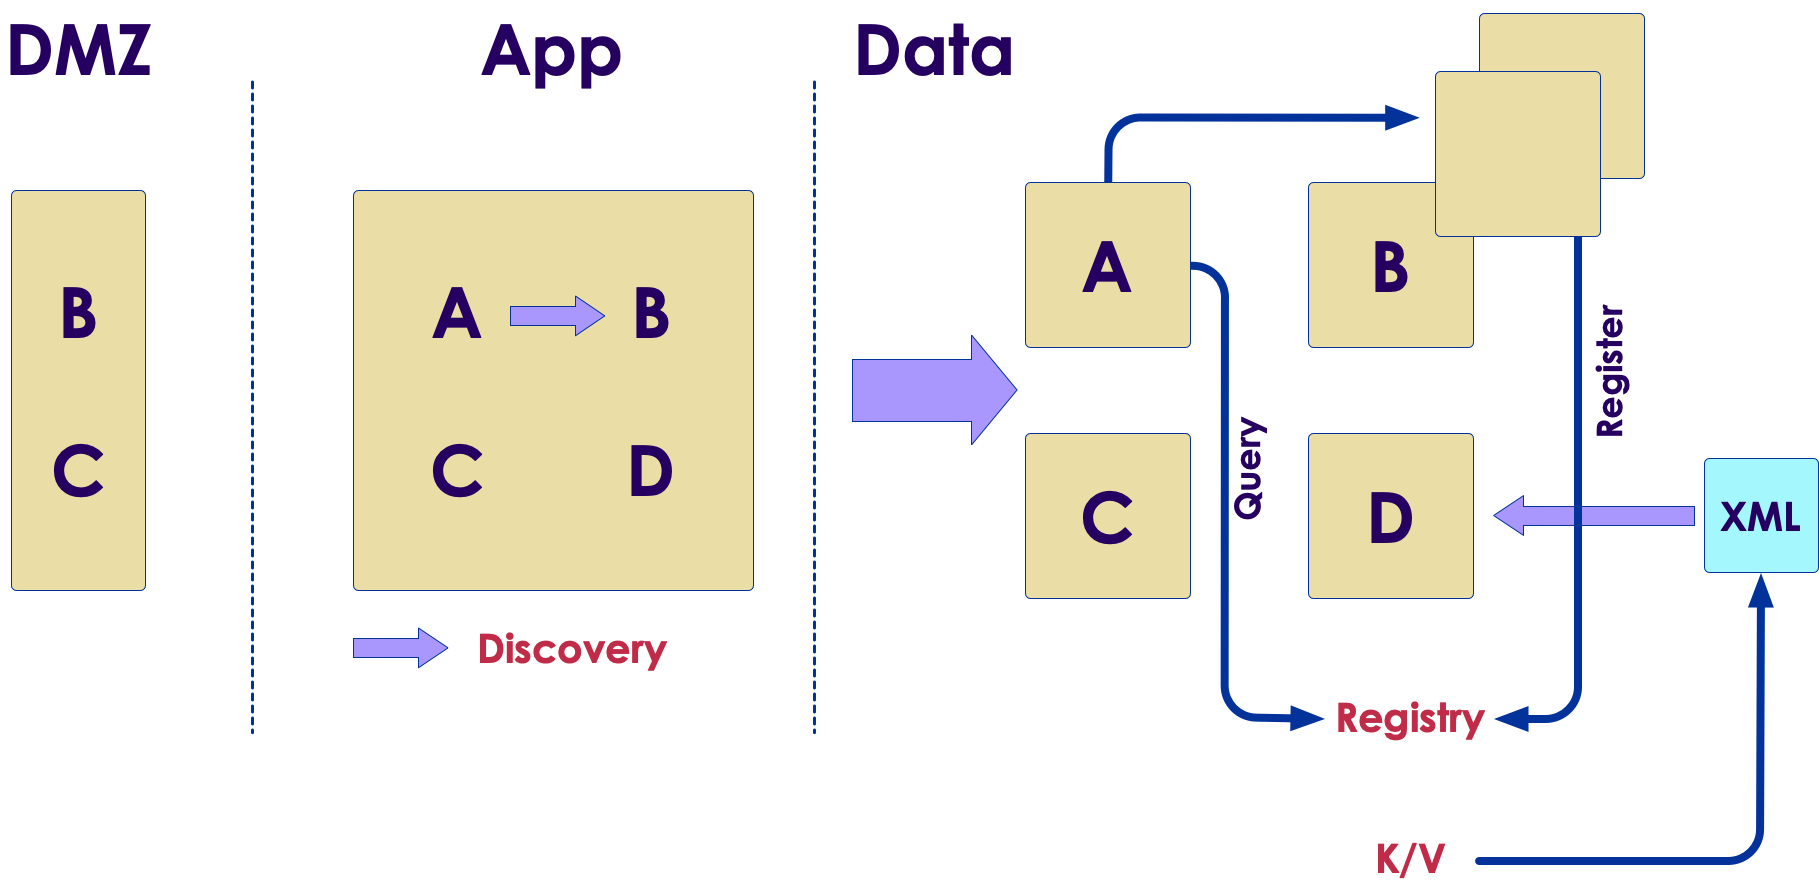 DMZ
App
Data
B
C
A
B
C
D
Discovery
A
B
C
D
Query
Register
XML
Registry
K/V